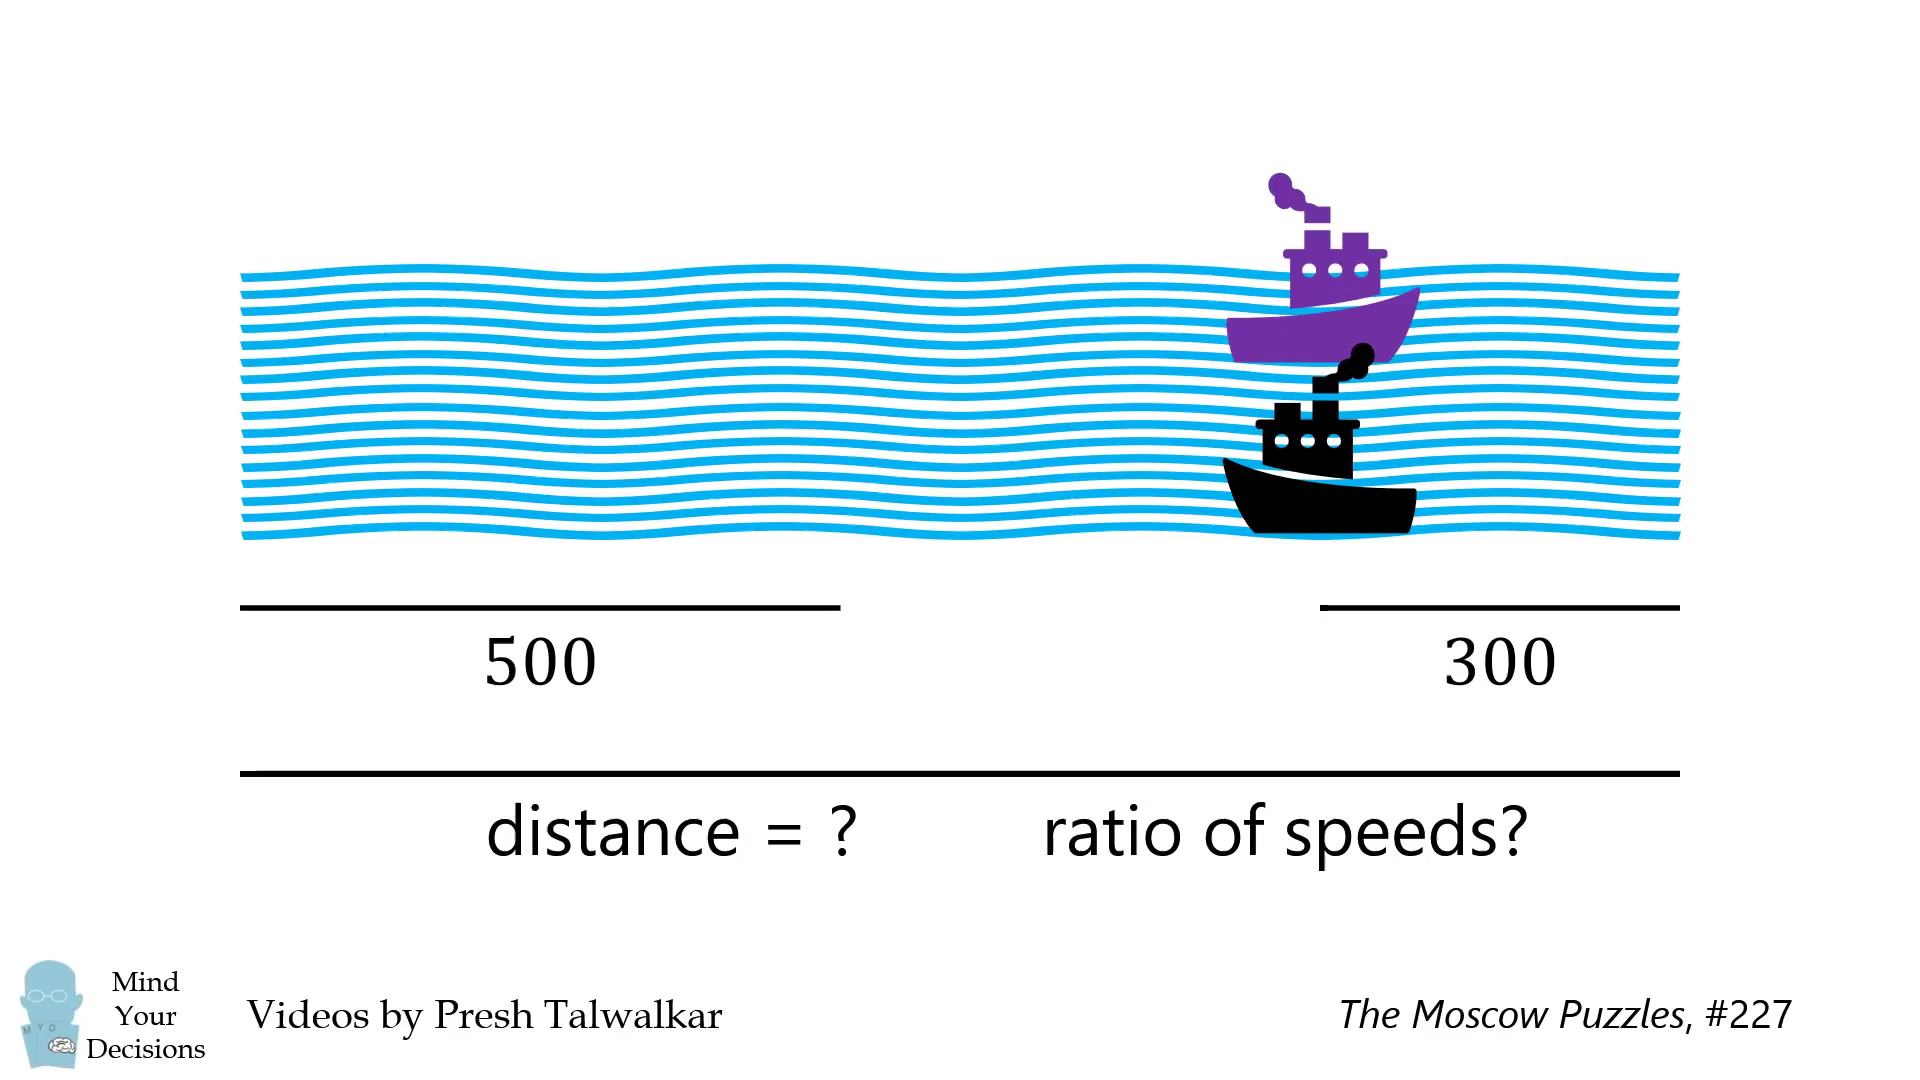 500
300
distance = ?
ratio of speeds?
M Y D
Mind
Your
Decisions
Videos by Presh Talwalkar
The Moscow Puzzles, #227